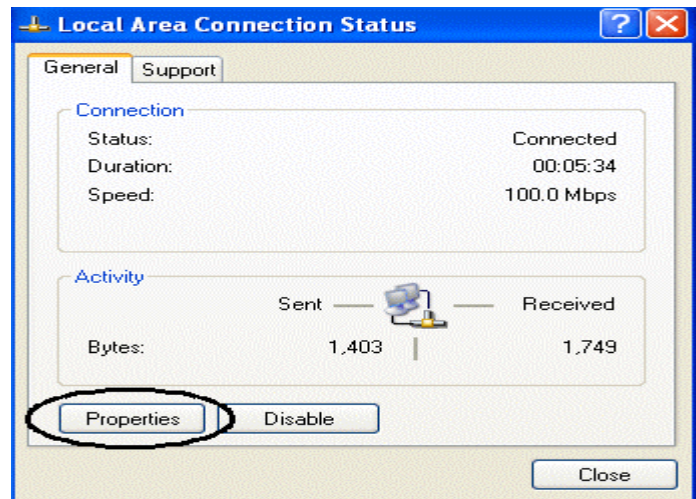 Local Area Connection Status
General Support
Connection
Status: Connected
Duration: 00:05:34
Speed: 100.0 Mbps
Activity
Sent Received
Bytes: 1,403 1,749
Properties Disable
Close